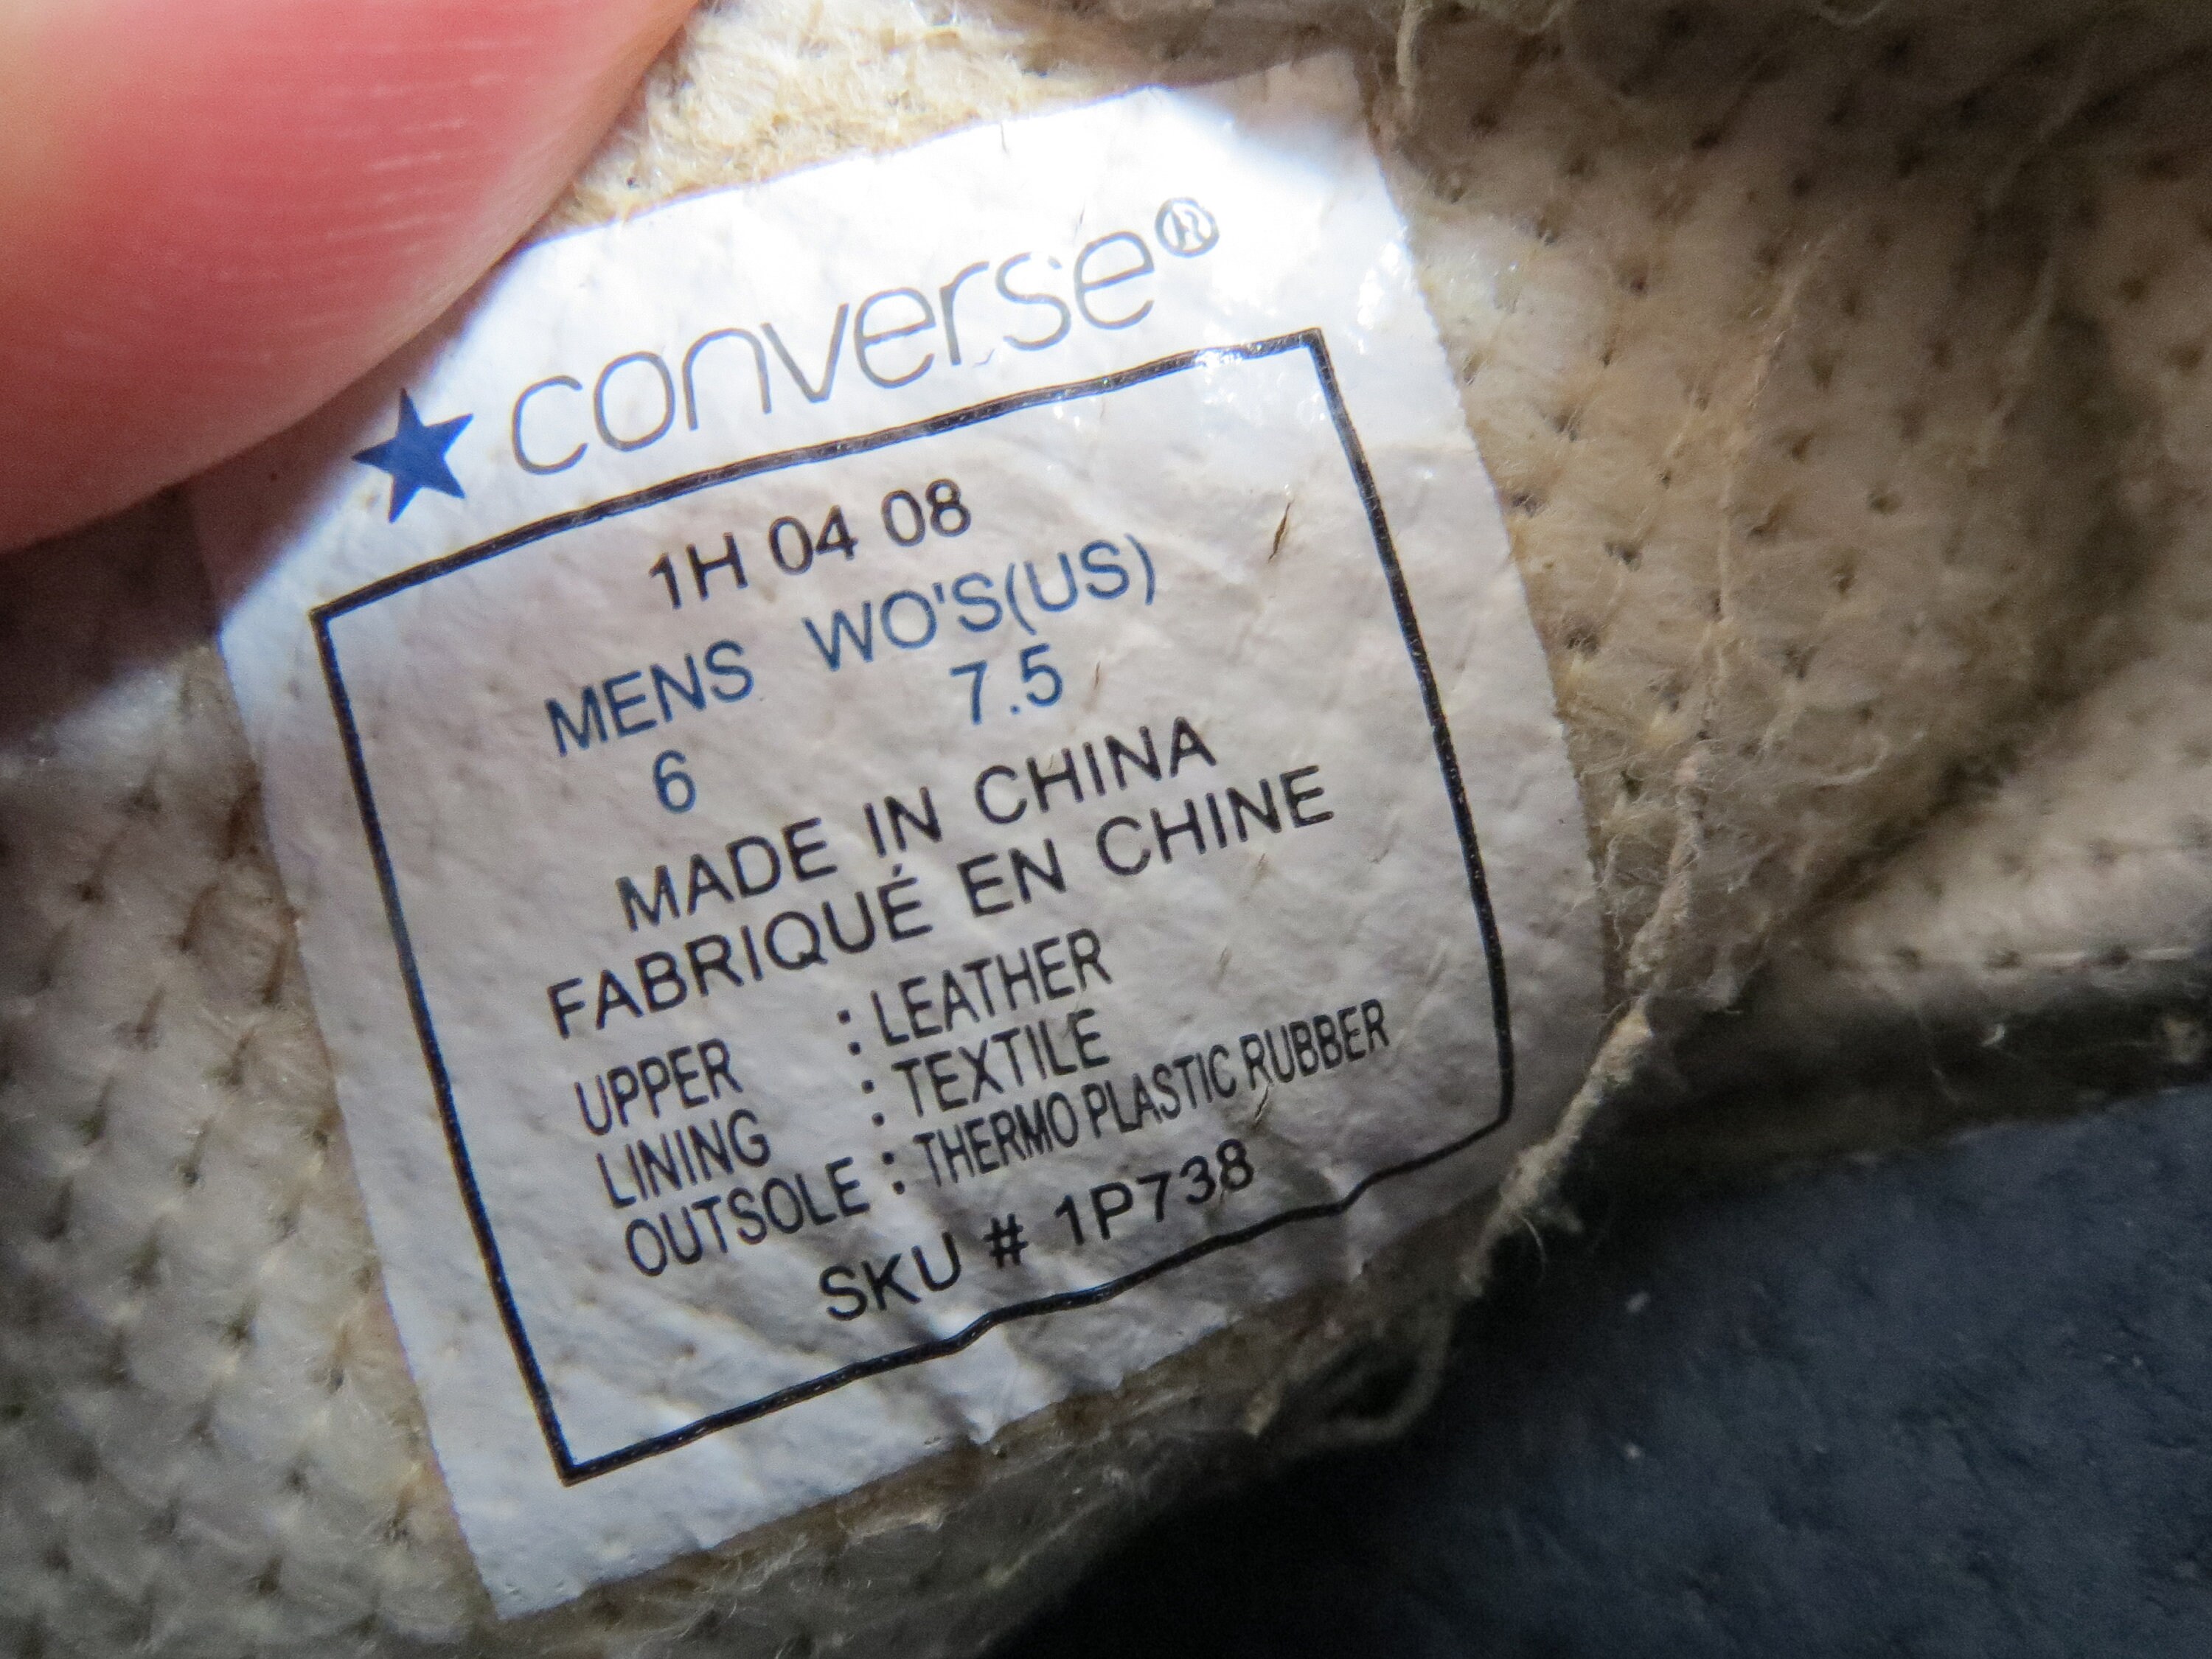 converse®
1H 04 08
MENS WO'S(US)
6 7.5
MADE IN CHINA
FABRIQUÉ EN CHINE
UPPER : LEATHER
LINING : TEXTILE
OUTSOLE : THERMO PLASTIC RUBBER
SKU # 1P738